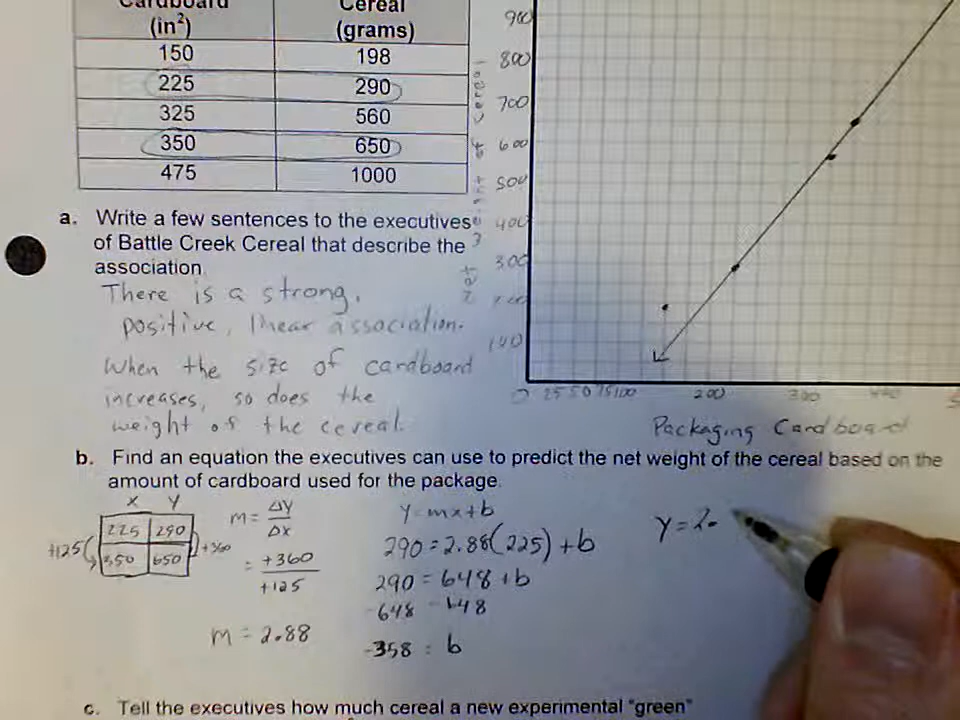 Cardboard
(in²)
Cereal
(grams)
150 198
225 290
325 560
350 650
475 1000
900
800
700
600
500
400
300
200
100
0 25 50 75 100 200 300 400
Packaging Cardboard
a. Write a few sentences to the executives
of Battle Creek Cereal that describe the
association.
There is a strong,
positive, linear association.
When the size of cardboard
increases, so does the
weight of the cereal.
b. Find an equation the executives can use to predict the net weight of the cereal based on the
amount of cardboard used for the package.
X Y
225 290
350 650
+125
+360
m = ΔY/ΔX
= +360/+125
m = 2.88
y=mx+b
290=2.88(225)+b
290 = 648+b
-648 -648
-358 = b
y=2.
c. Tell the executives how much cereal a new experimental "green"